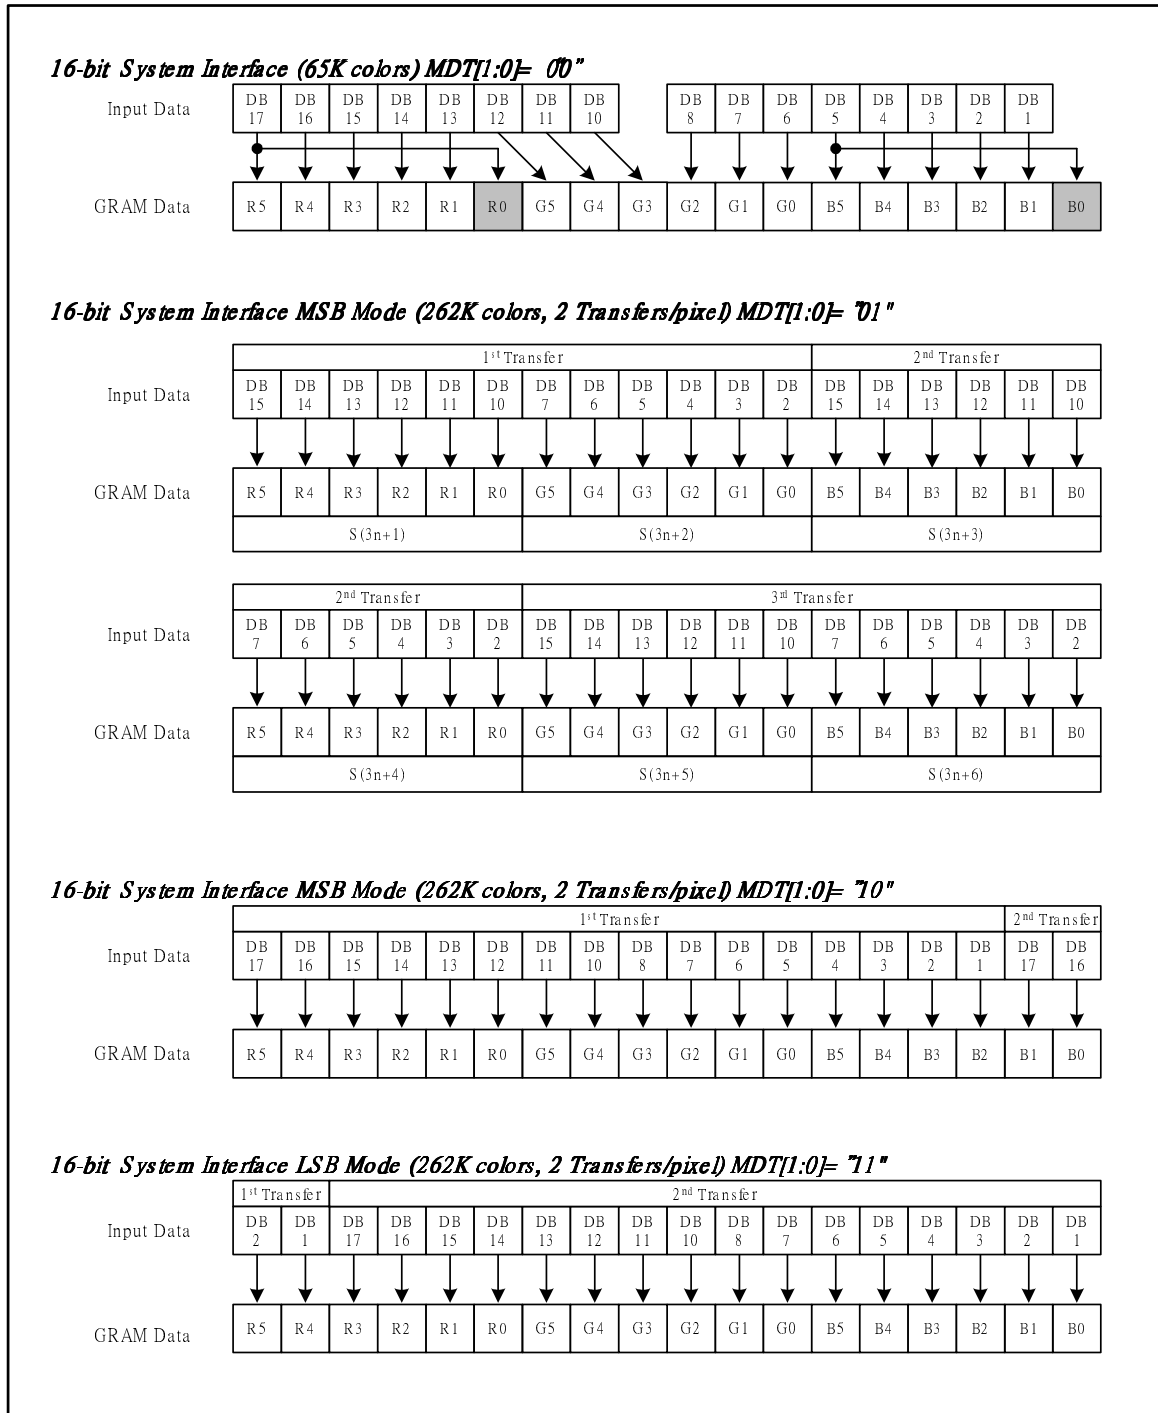 16-bit System Interface (65K colors) MDT[1:0]= "00"
Input Data DB 17 DB 16 DB 15 DB 14 DB 13 DB 12 DB 11 DB 10 DB 8 DB 7 DB 6 DB 5 DB 4 DB 3 DB 2 DB 1
GRAM Data R5 R4 R3 R2 R1 R0 G5 G4 G3 G2 G1 G0 B5 B4 B3 B2 B1 B0
16-bit System Interface MSB Mode (262K colors, 2 Transfers/pixel) MDT[1:0]= "01"
1st Transfer 2nd Transfer
Input Data DB 15 DB 14 DB 13 DB 12 DB 11 DB 10 DB 7 DB 6 DB 5 DB 4 DB 3 DB 2 DB 15 DB 14 DB 13 DB 12 DB 11 DB 10
GRAM Data R5 R4 R3 R2 R1 R0 G5 G4 G3 G2 G1 G0 B5 B4 B3 B2 B1 B0
S(3n+1) S(3n+2) S(3n+3)
2nd Transfer 3rd Transfer
Input Data DB 7 DB 6 DB 5 DB 4 DB 3 DB 2 DB 15 DB 14 DB 13 DB 12 DB 11 DB 10 DB 7 DB 6 DB 5 DB 4 DB 3 DB 2
GRAM Data R5 R4 R3 R2 R1 R0 G5 G4 G3 G2 G1 G0 B5 B4 B3 B2 B1 B0
S(3n+4) S(3n+5) S(3n+6)
16-bit System Interface MSB Mode (262K colors, 2 Transfers/pixel) MDT[1:0]= "10"
1st Transfer 2nd Transfer
Input Data DB 17 DB 16 DB 15 DB 14 DB 13 DB 12 DB 11 DB 10 DB 8 DB 7 DB 6 DB 5 DB 4 DB 3 DB 2 DB 1 DB 17 DB 16
GRAM Data R5 R4 R3 R2 R1 R0 G5 G4 G3 G2 G1 G0 B5 B4 B3 B2 B1 B0
16-bit System Interface LSB Mode (262K colors, 2 Transfers/pixel) MDT[1:0]= "11"
1st Transfer 2nd Transfer
Input Data DB 2 DB 1 DB 17 DB 16 DB 15 DB 14 DB 13 DB 12 DB 11 DB 10 DB 8 DB 7 DB 6 DB 5 DB 4 DB 3 DB 2 DB 1
GRAM Data R5 R4 R3 R2 R1 R0 G5 G4 G3 G2 G1 G0 B5 B4 B3 B2 B1 B0